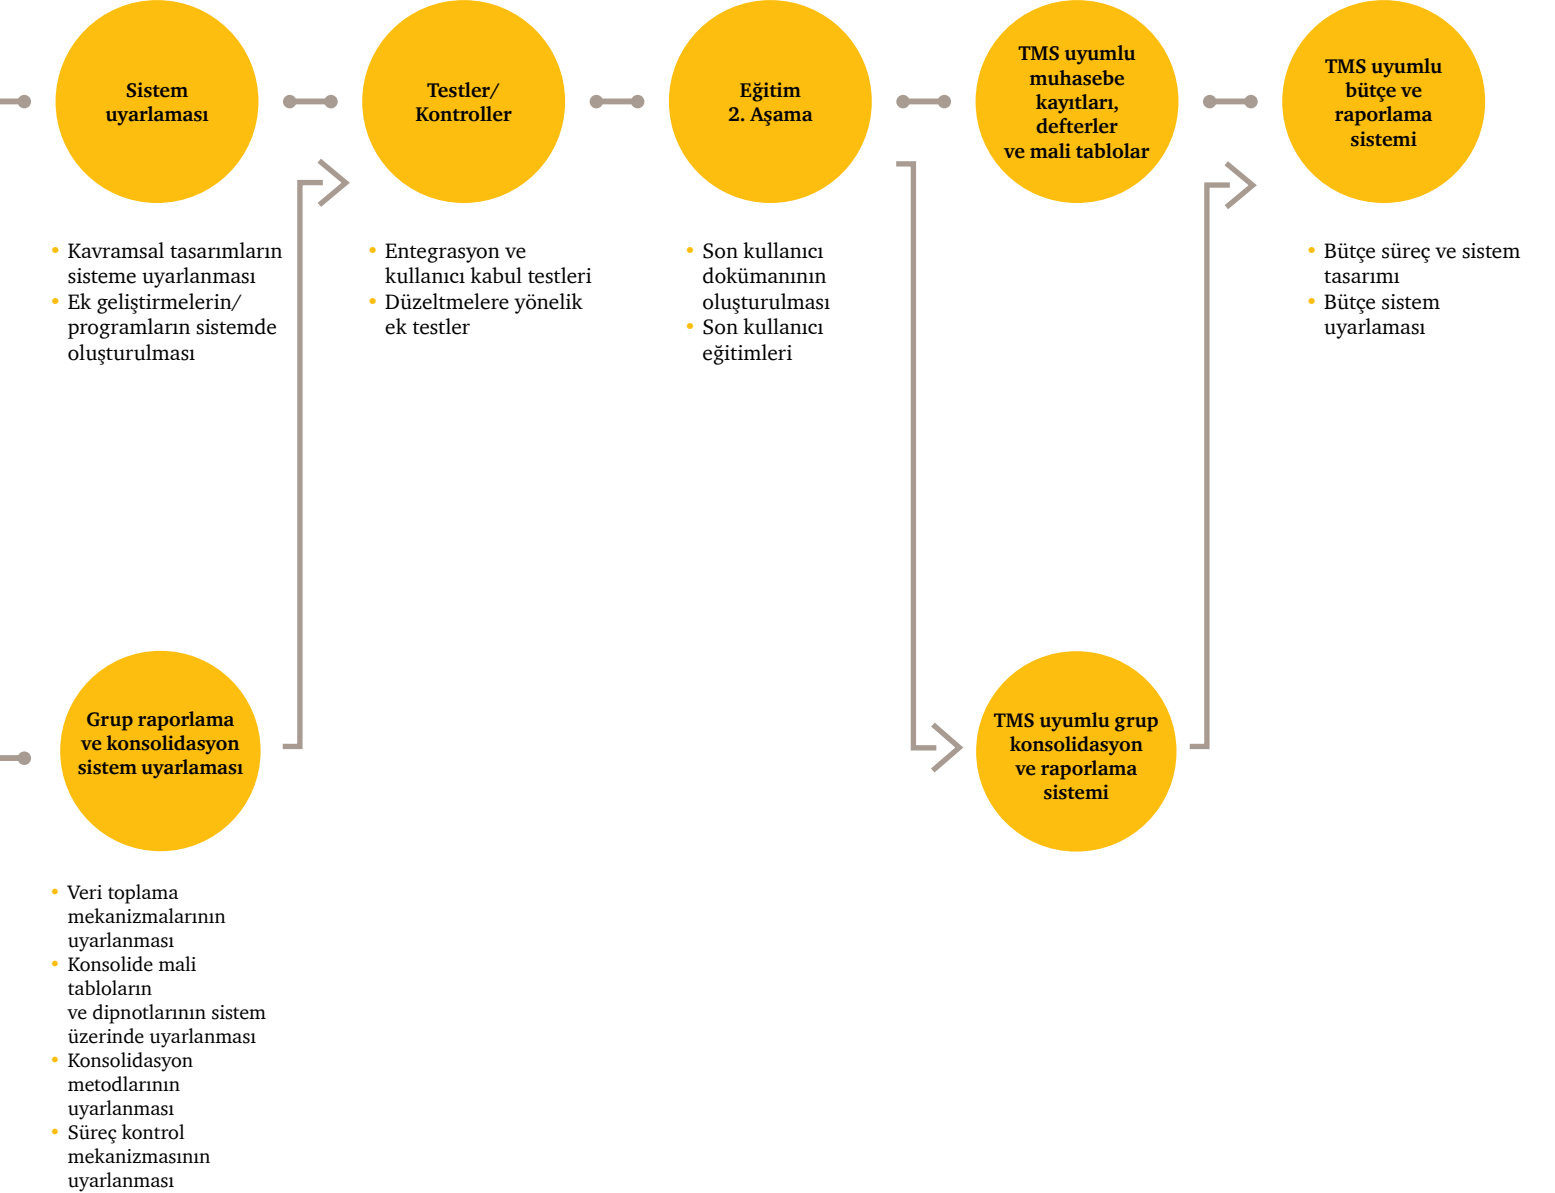 Sistem
uyarlaması
Testler/
Kontroller
Eğitim
2. Aşama
TMS uyumlu
muhasebe
kayıtları,
defterler
ve mali tablolar
TMS uyumlu
bütçe ve
raporlama
sistemi
• Kavramsal tasarımların
sisteme uyarlanması
• Ek geliştirmelerin/
programların sistemde
oluşturulması
• Entegrasyon ve
kullanıcı kabul testleri
• Düzeltmelere yönelik
ek testler
• Son kullanıcı
dokümanının
oluşturulması
• Son kullanıcı
eğitimleri
• Bütçe süreç ve sistem
tasarımı
• Bütçe sistem
uyarlaması
Grup raporlama
ve konsolidasyon
sistem uyarlaması
TMS uyumlu grup
konsolidasyon
ve raporlama
sistemi
• Veri toplama
mekanizmalarının
uyarlanması
• Konsolide mali
tabloların
ve dipnotlarının sistem
üzerinde uyarlanması
• Konsolidasyon
metodlarının
uyarlanması
• Süreç kontrol
mekanizmasının
uyarlanması